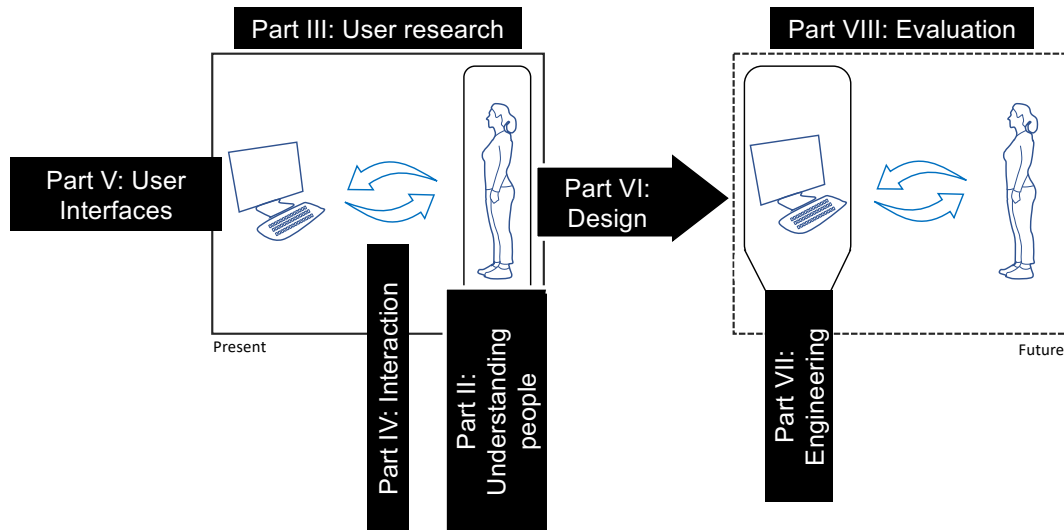 Part III: User research
Part VIII: Evaluation
Part V: User
Interfaces
Part VI:
Design
Present
Future
Part IV: Interaction
Part II:
Understanding
people
Part VII:
Engineering